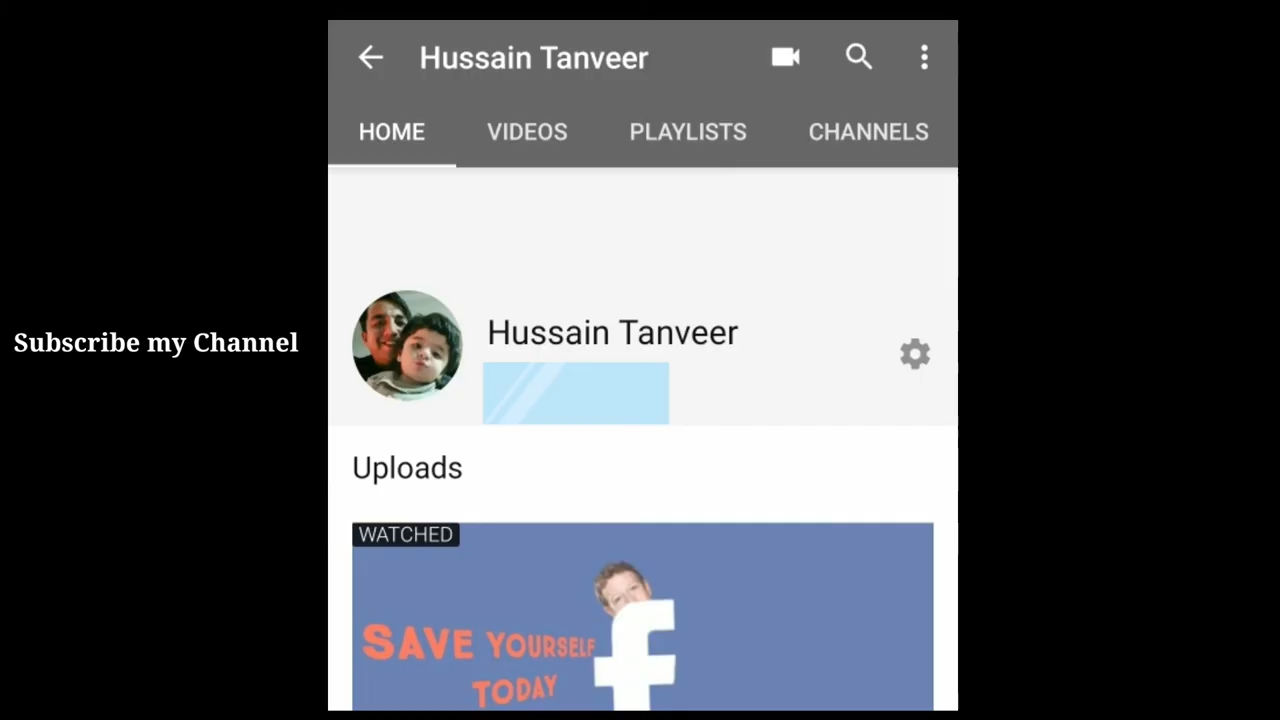 Hussain Tanveer
HOME VIDEOS PLAYLISTS CHANNELS
Subscribe my Channel
Hussain Tanveer
Uploads
WATCHED
SAVE YOURSELF
TODAY
f